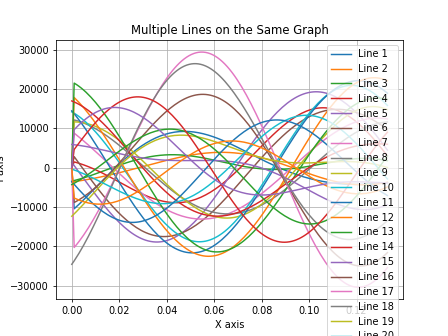 Multiple Lines on the Same Graph
30000
20000
10000
0
−10000
−20000
−30000
0.00
0.02
0.04
0.06
0.08
0.10
X axis
axis
Line 1
Line 2
Line 3
Line 4
Line 5
Line 6
Line 7
Line 8
Line 9
Line 10
Line 11
Line 12
Line 13
Line 14
Line 15
Line 16
Line 17
Line 18
Line 19
Line 20